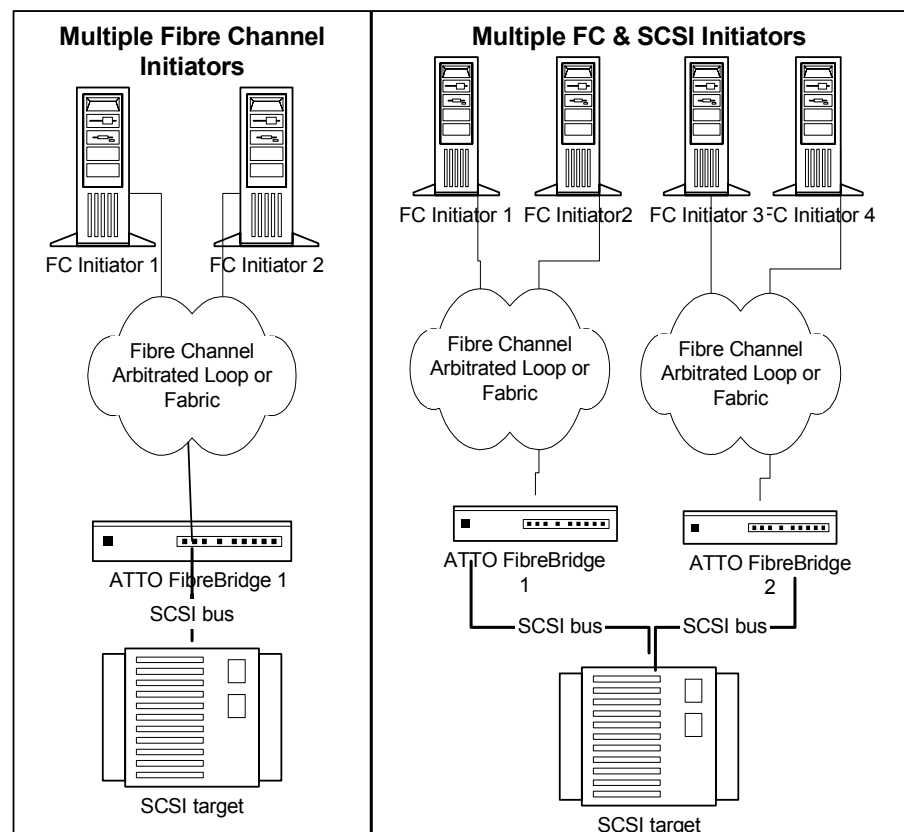 Multiple Fibre Channel
Initiators
FC Initiator 1
FC Initiator 2
Fibre Channel
Arbitrated Loop or
Fabric
ATTO FibreBridge 1
SCSI bus
SCSI target
Multiple FC & SCSI Initiators
FC Initiator 1
FC Initiator2
FC Initiator 3
FC Initiator 4
Fibre Channel
Arbitrated Loop or
Fabric
Fibre Channel
Arbitrated Loop or
Fabric
ATTO FibreBridge
1
ATTO FibreBridge
2
SCSI bus
SCSI bus
SCSI target